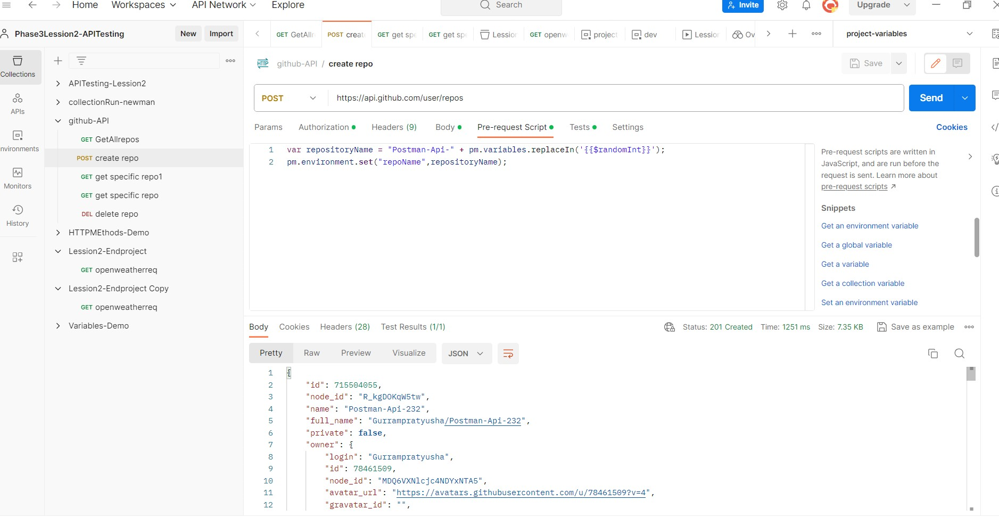 Home Workspaces API Network Explore Search Invite Upgrade
Phase3Lession2-APITesting New Import
GET GetAllr POST create GET get spe GET get spe Lession GET openw project dev Lession Ov project-variables
Collections
APIs
nvironments
Monitors
History
APITesting-Lession2
collectionRun-newman
github-API
GET GetAllrepos
POST create repo
GET get specific repo1
GET get specific repo
DEL delete repo
HTTPMEthods-Demo
Lession2-Endproject
GET openweatherreq
Lession2-Endproject Copy
GET openweatherreq
Variables-Demo
HTTP github-API / create repo Save
POST https://api.github.com/user/repos Send
Params Authorization Headers (9) Body Pre-request Script Tests Settings Cookies
1 var repositoryName = "Postman-Api-" + pm.variables.replaceIn('{{$randomInt}}');
2 pm.environment.set("repoName",repositoryName);
Pre-request scripts are written in
JavaScript, and are run before the
request is sent. Learn more about
pre-request scripts ↗
Snippets
Get an environment variable
Get a global variable
Get a variable
Get a collection variable
Set an environment variable
Body Cookies Headers (28) Test Results (1/1) Status: 201 Created Time: 1251 ms Size: 7.35 KB Save as example
Pretty Raw Preview Visualize JSON
1 {
2 "id": 715504055,
3 "node_id": "R_kgDOKqW5tw",
4 "name": "Postman-Api-232",
5 "full_name": "Gurrampratyusha/Postman-Api-232",
6 "private": false,
7 "owner": {
8 "login": "Gurrampratyusha",
9 "id": 78461509,
10 "node_id": "MDQ6VXNlcjc4NDYxNTA5",
11 "avatar_url": "https://avatars.githubusercontent.com/u/78461509?v=4",
12 "gravatar_id": "",